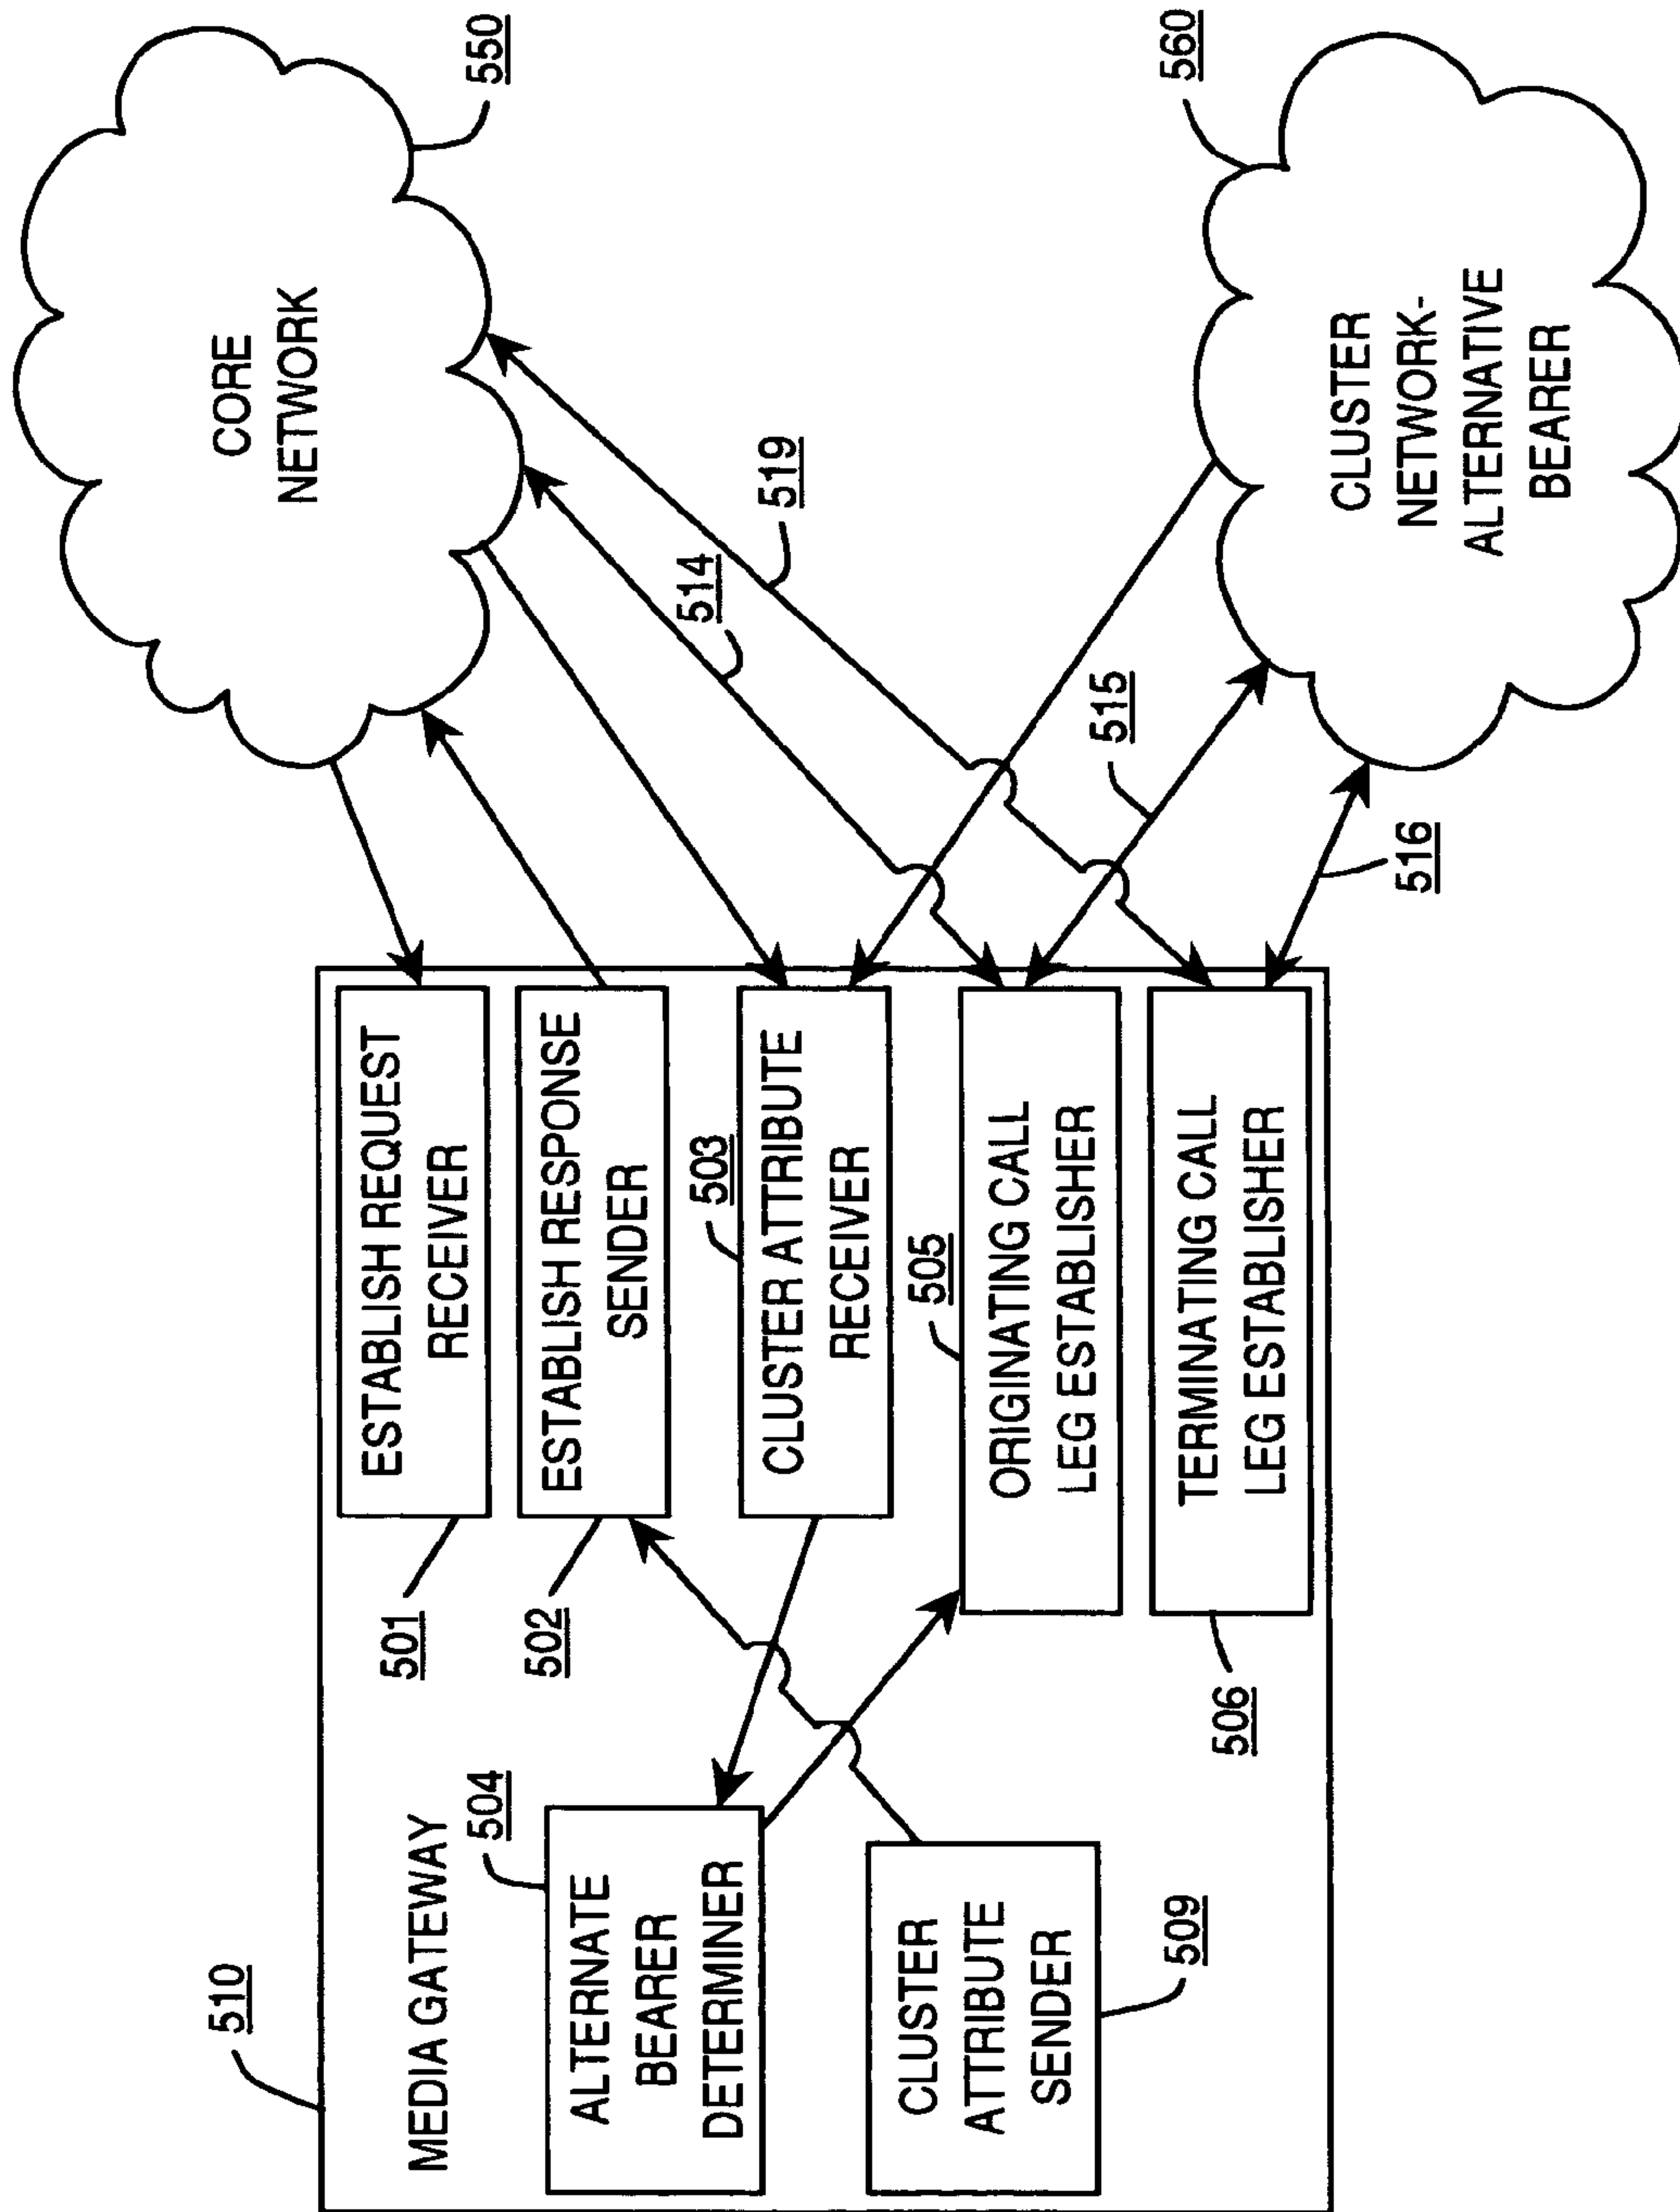 510
MEDIA GATEWAY
504
ALTERNATE
BEARER
DETERMINER
CLUSTER
ATTRIBUTE
SENDER
509
501
502
ESTABLISH REQUEST
RECEIVER
ESTABLISH RESPONSE
SENDER
503
CLUSTER ATTRIBUTE
RECEIVER
505
ORIGINATING CALL
LEG ESTABLISHER
TERMINATING CALL
LEG ESTABLISHER
506
514
519
515
516
CORE
NETWORK
550
CLUSTER
NETWORK-
ALTERNATIVE
BEARER
560